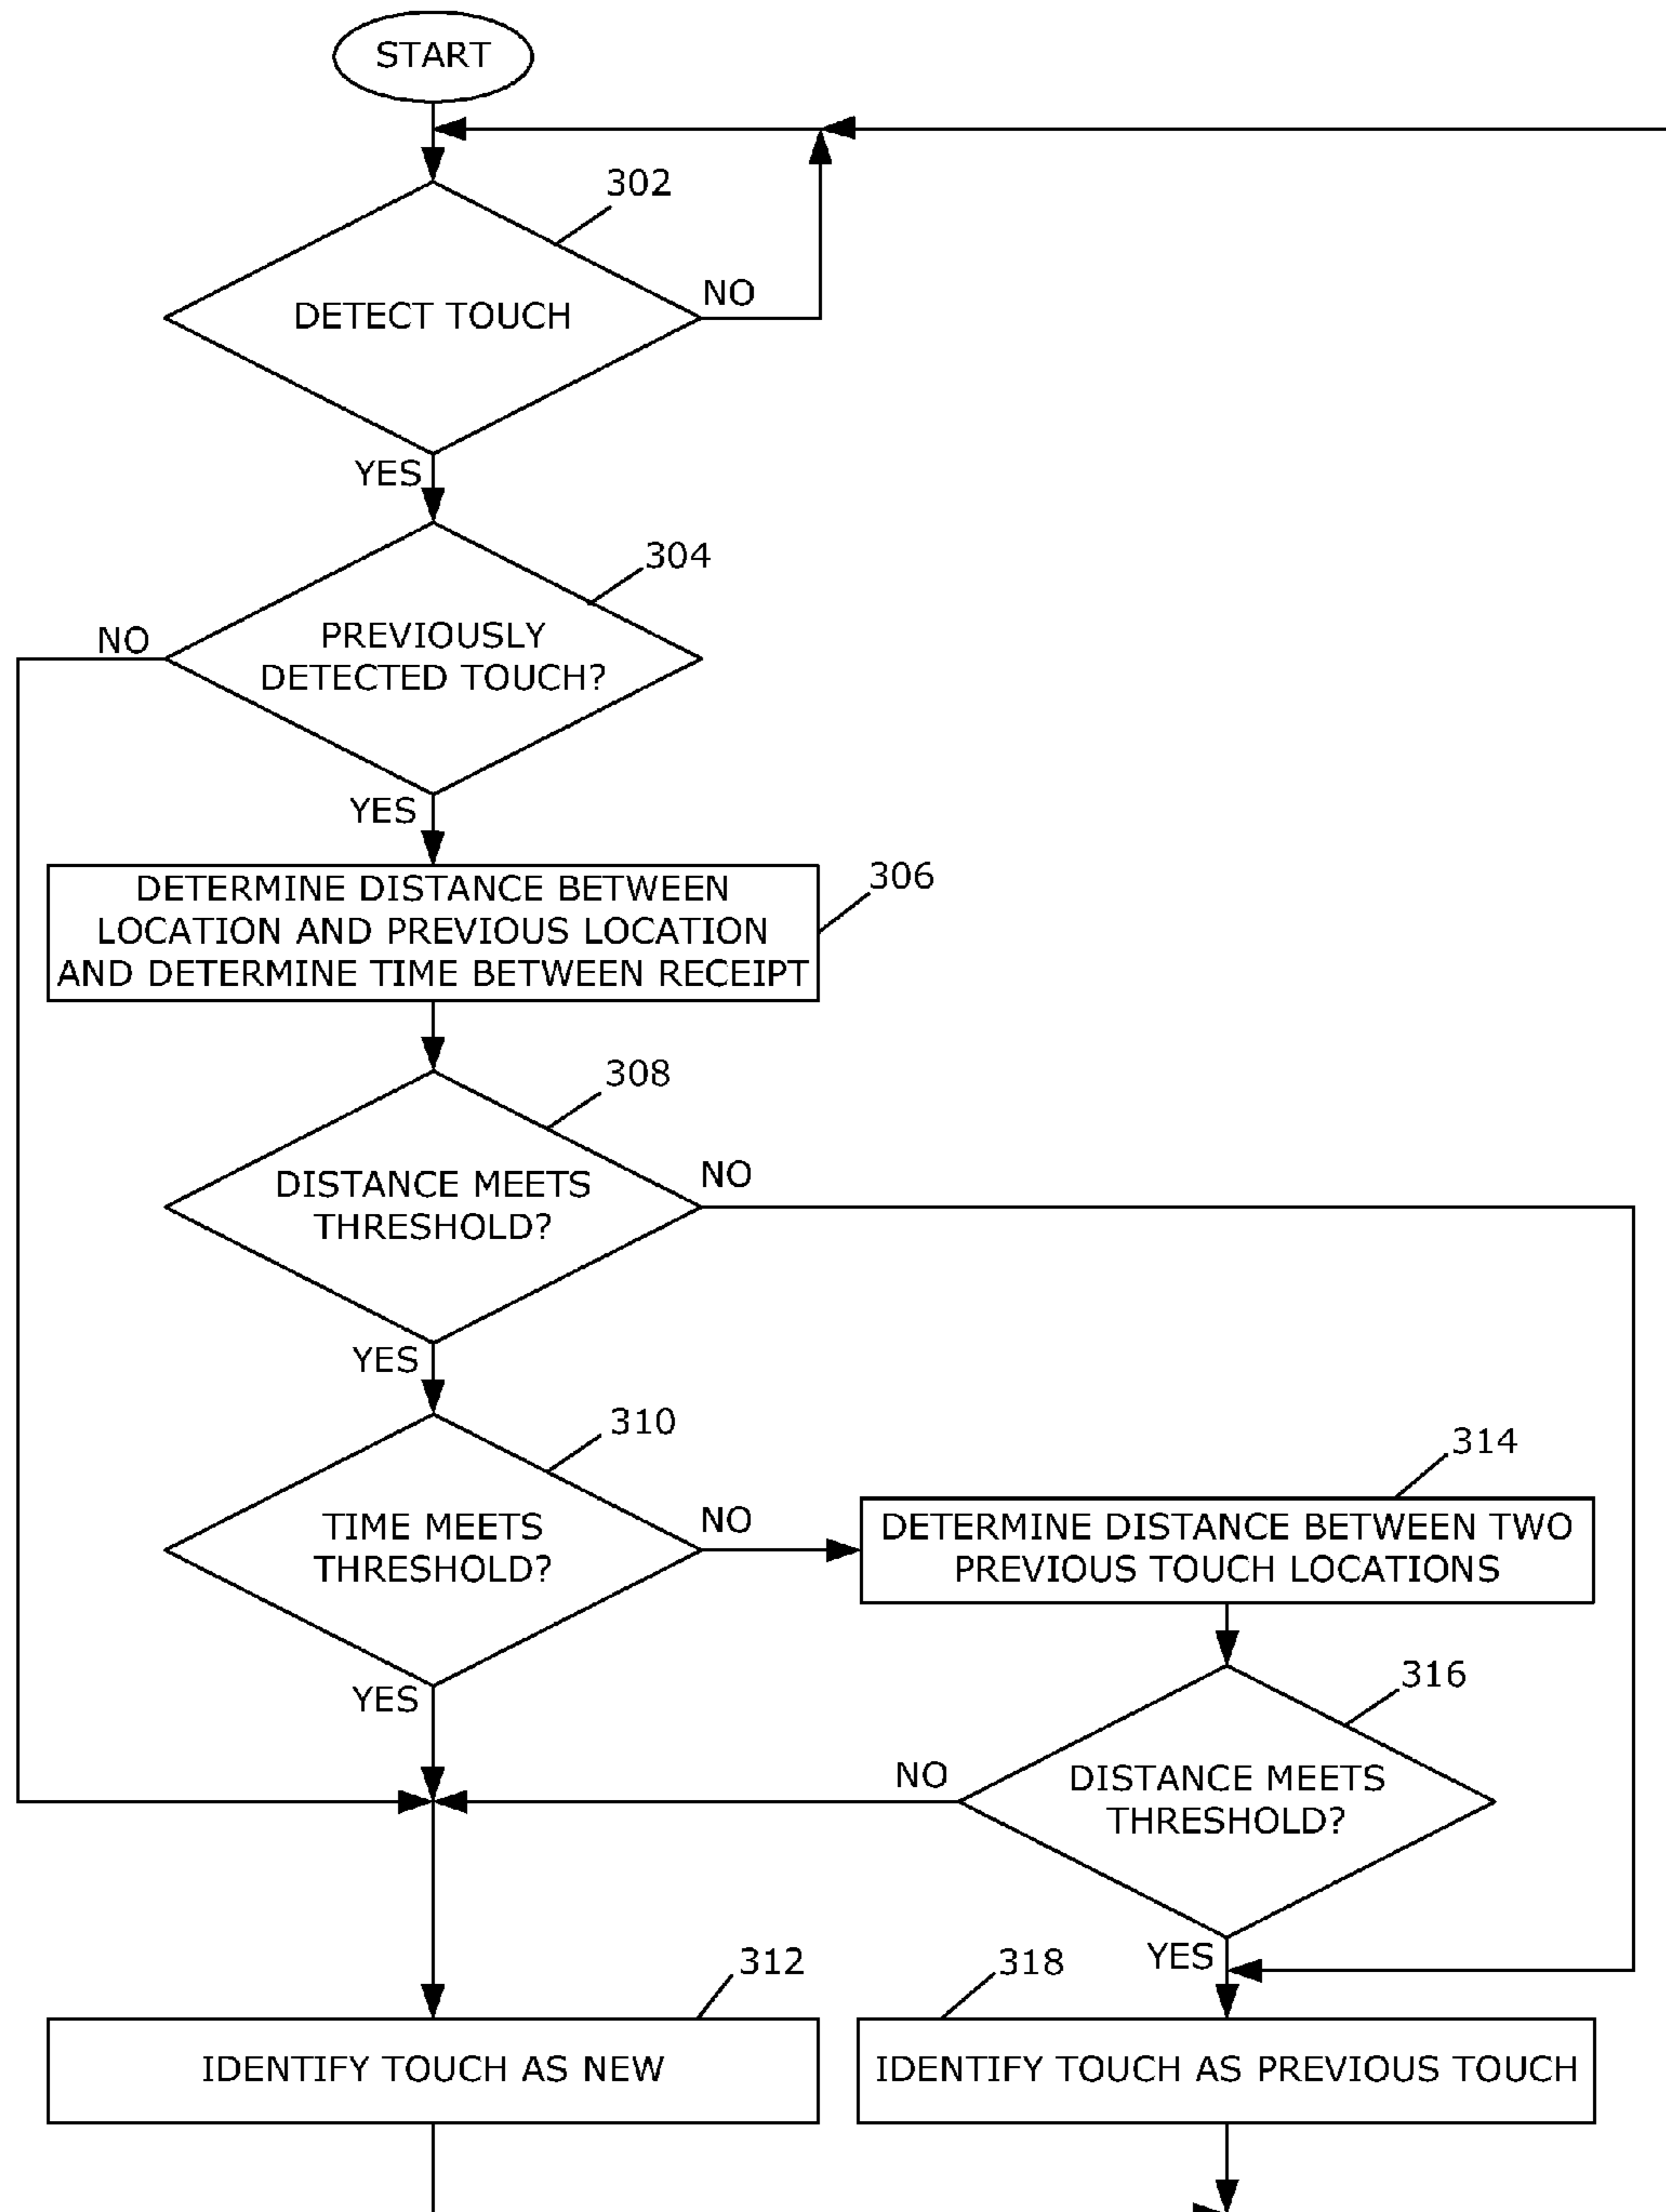 START
302
DETECT TOUCH
NO
YES
304
PREVIOUSLY
DETECTED TOUCH?
NO
YES
306
DETERMINE DISTANCE BETWEEN
LOCATION AND PREVIOUS LOCATION
AND DETERMINE TIME BETWEEN RECEIPT
308
DISTANCE MEETS
THRESHOLD?
NO
YES
310
TIME MEETS
THRESHOLD?
NO
YES
314
DETERMINE DISTANCE BETWEEN TWO
PREVIOUS TOUCH LOCATIONS
316
DISTANCE MEETS
THRESHOLD?
NO
YES
312
IDENTIFY TOUCH AS NEW
318
IDENTIFY TOUCH AS PREVIOUS TOUCH